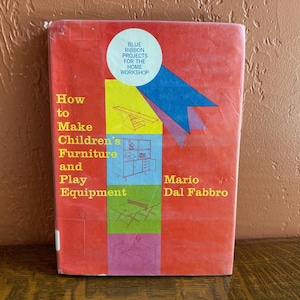 BLUE
RIBBON
PROJECTS
FOR THE
HOME
WORKSHOP
How
to
Make
Children's
Furniture
and
Play
Equipment
Mario
Dal Fabbro